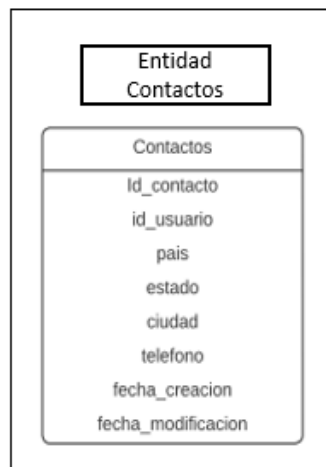 Entidad
Contactos
Contactos
Id_contacto
id_usuario
pais
estado
ciudad
telefono
fecha_creacion
fecha_modificacion